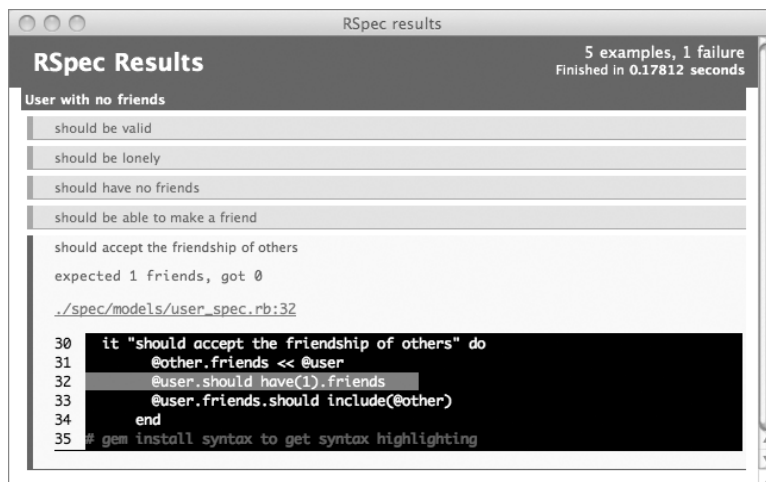 RSpec results
RSpec Results
5 examples, 1 failure
Finished in 0.17812 seconds
User with no friends
should be valid
should be lonely
should have no friends
should be able to make a friend
should accept the friendship of others
expected 1 friends, got 0
./spec/models/user_spec.rb:32
30 it "should accept the friendship of others" do
31 @other.friends << @user
32 @user.should have(1).friends
33 @user.friends.should include(@other)
34 end
35 # gem install syntax to get syntax highlighting